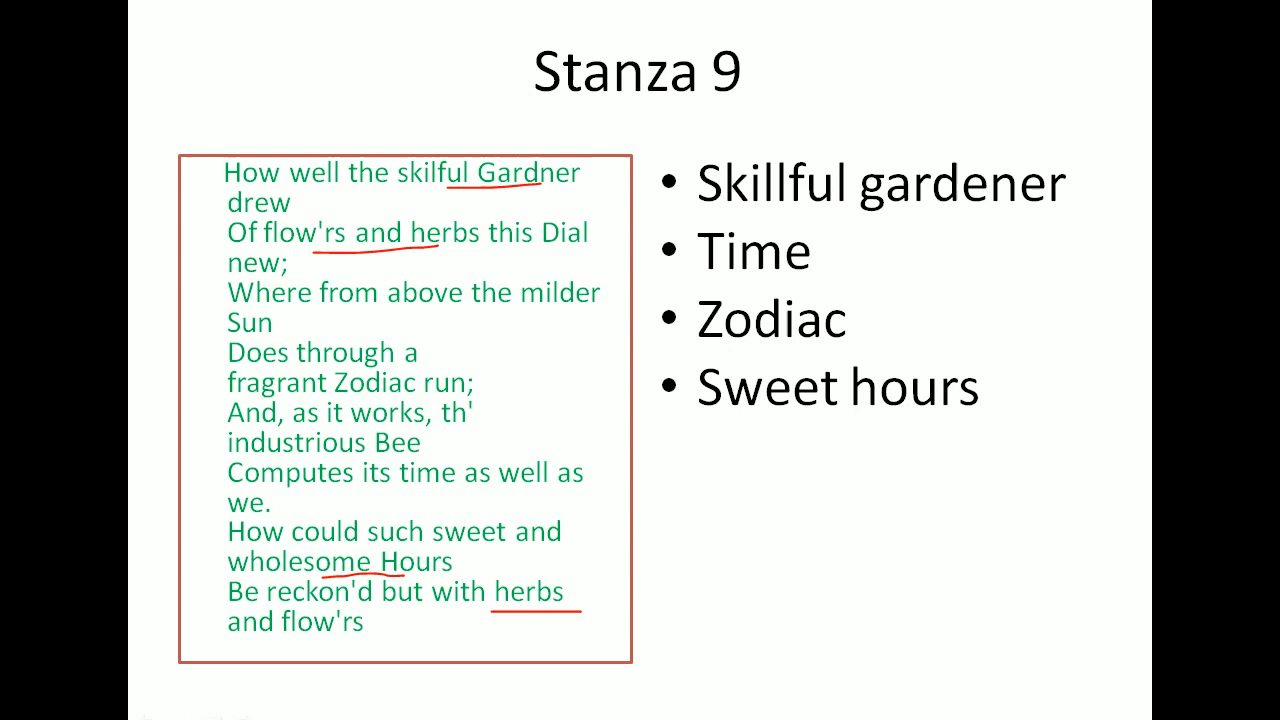 Stanza 9
How well the skilful Gardner
drew
Of flow'rs and herbs this Dial
new;
Where from above the milder
Sun
Does through a
fragrant Zodiac run;
And, as it works, th'
industrious Bee
Computes its time as well as
we.
How could such sweet and
wholesome Hours
Be reckon'd but with herbs
and flow'rs
• Skillful gardener
• Time
• Zodiac
• Sweet hours